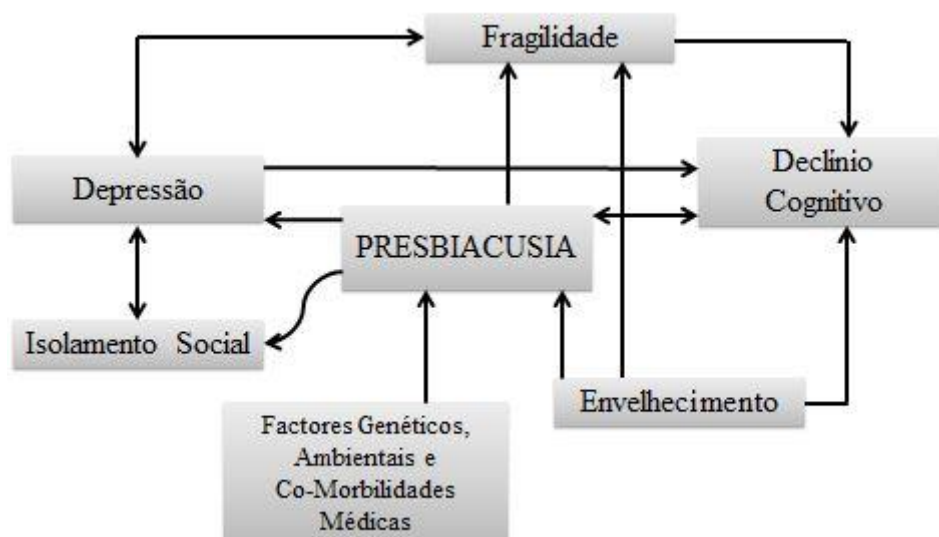 Fragilidade
Depressão
Declínio
Cognitivo
PRESBIACUSIA
Isolamento Social
Envelhecimento
Factores Genéticos,
Ambientais e
Co-Morbilidades
Médicas